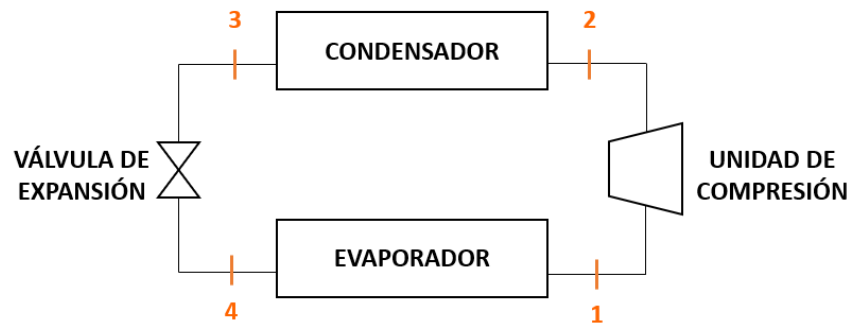 3
2
CONDENSADOR
VÁLVULA DE
EXPANSIÓN
UNIDAD DE
COMPRESIÓN
EVAPORADOR
4
1